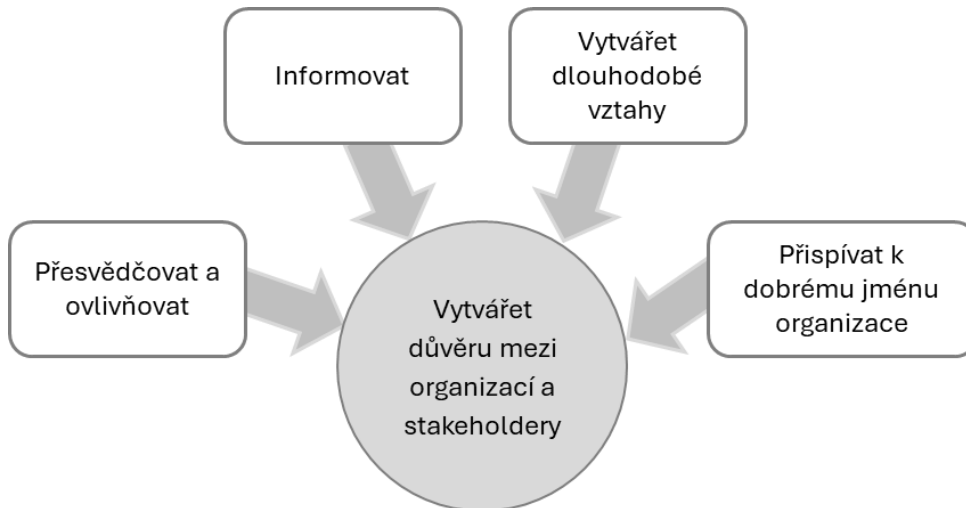 Informovat
Vytvářet
dlouhodobé
vztahy
Přesvědčovat a
ovlivňovat
Přispívat k
dobrému jménu
organizace
Vytvářet
důvěru mezi
organizací a
stakeholdery